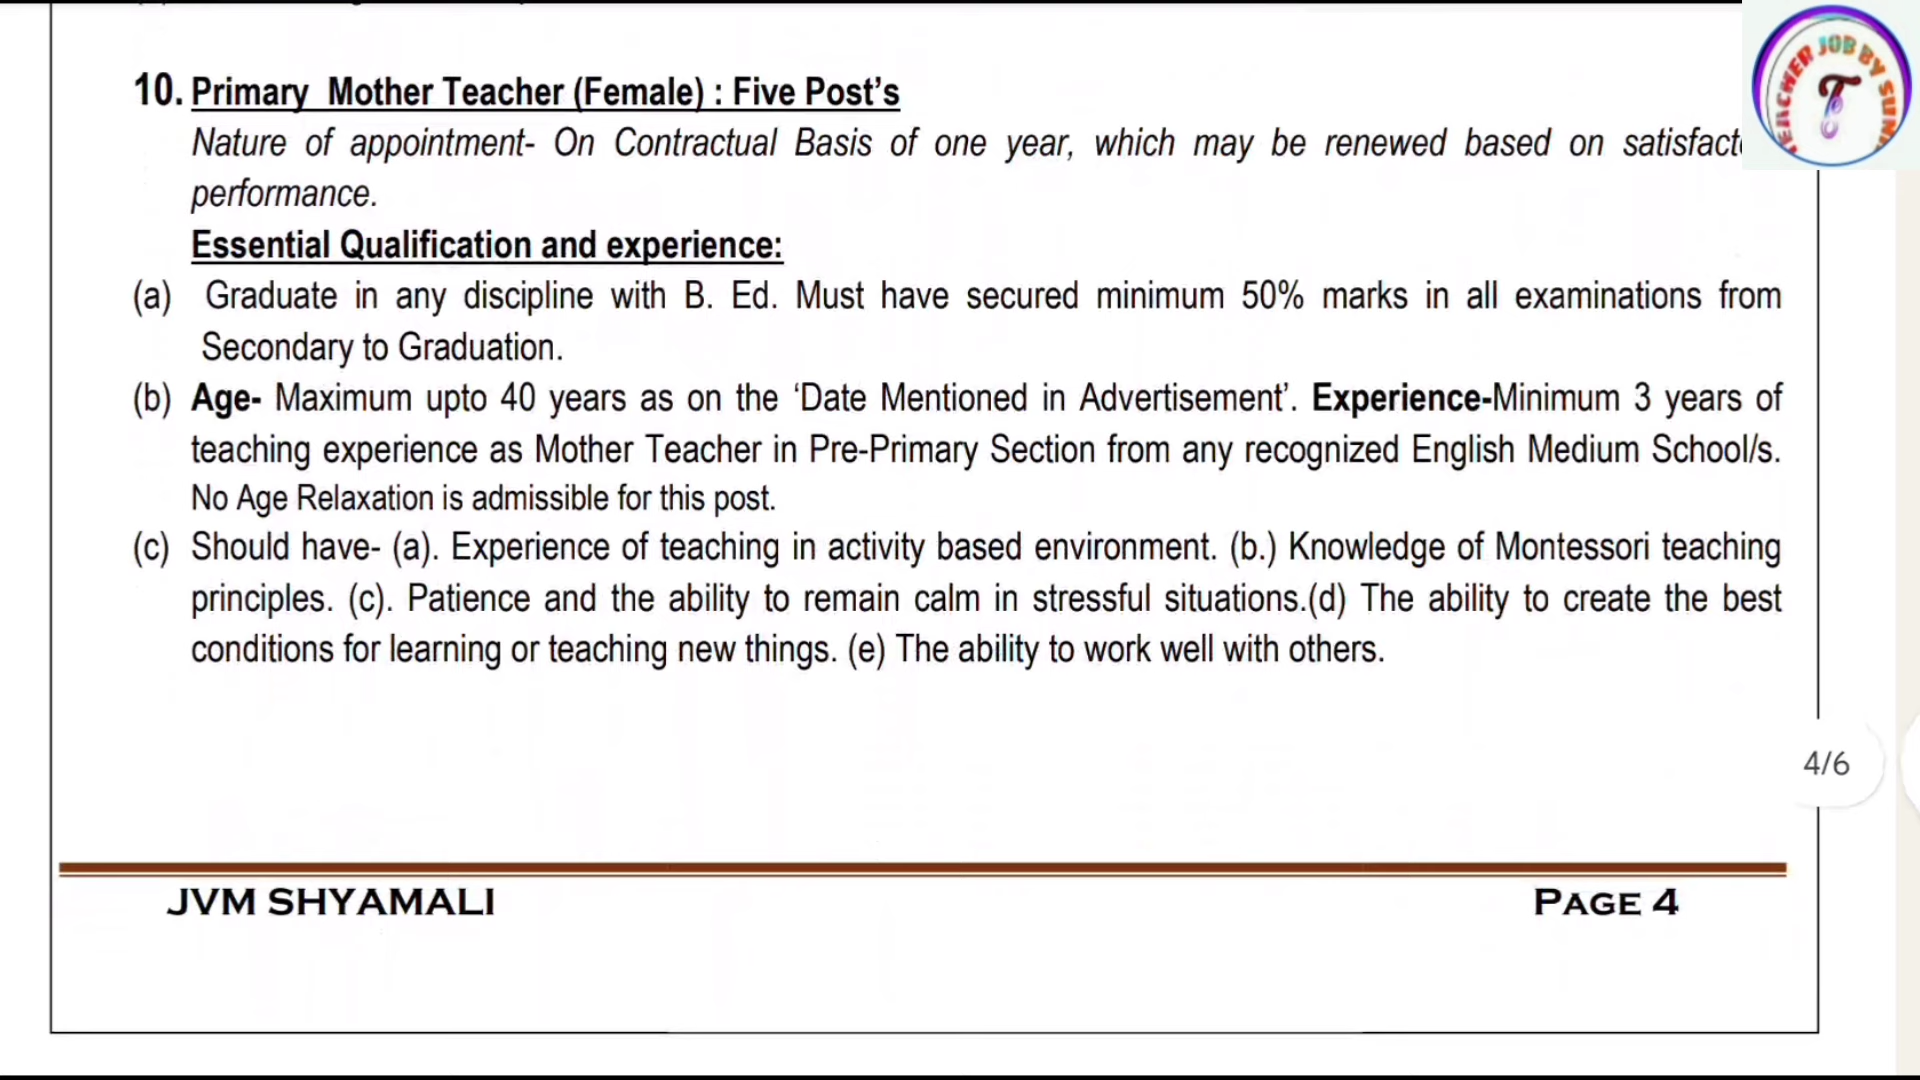 10. Primary Mother Teacher (Female) : Five Post's
Nature of appointment- On Contractual Basis of one year, which may be renewed based on
performance.
Essential Qualification and experience:
(a) Graduate in any discipline with B. Ed. Must have secured minimum 50% marks in all examinations from
Secondary to Graduation.
(b) Age- Maximum upto 40 years as on the ‘Date Mentioned in Advertisement’. Experience-Minimum 3 years of
teaching experience as Mother Teacher in Pre-Primary Section from any recognized English Medium School/s.
No Age Relaxation is admissible for this post.
(c) Should have- (a). Experience of teaching in activity based environment. (b.) Knowledge of Montessori teaching
principles. (c). Patience and the ability to remain calm in stressful situations.(d) The ability to create the best
conditions for learning or teaching new things. (e) The ability to work well with others.
4/6
JVM SHYAMALI
PAGE 4
TEACHER JOB BY
T